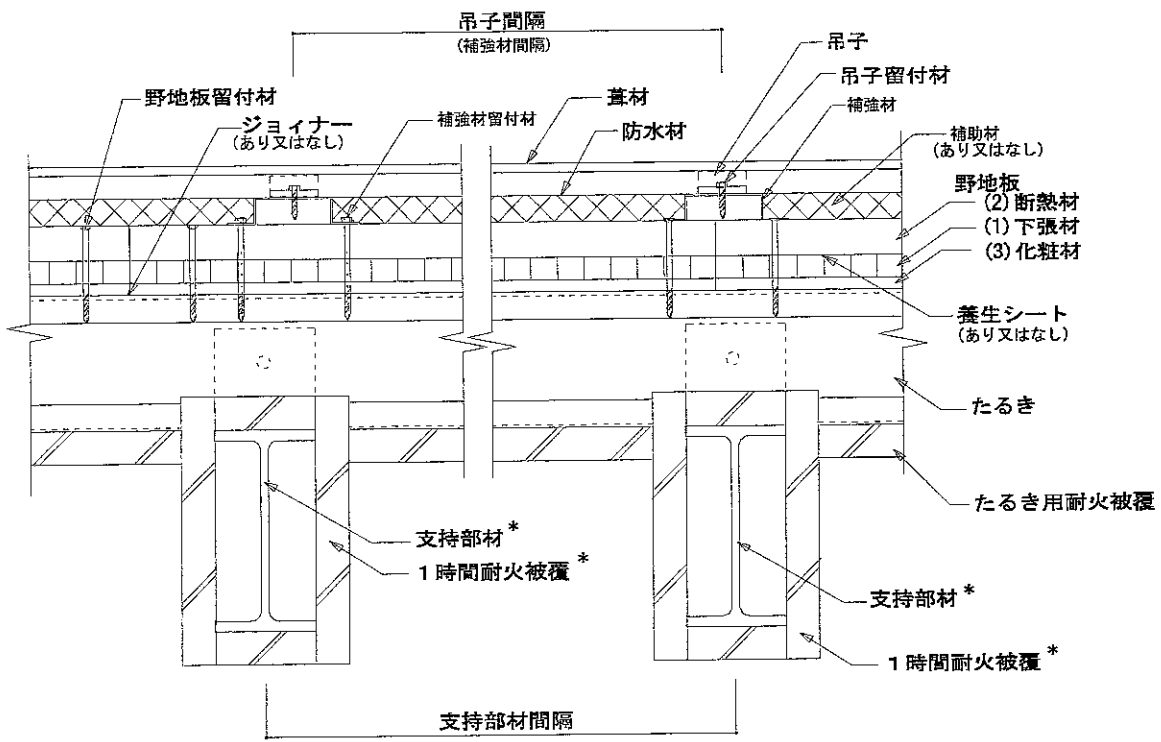 吊子間隔
(補強材間隔)
吊子
吊子留付材
補強材
野地板留付材
ジョイナー
(あり又はなし)
補強材留付材
葺材
防水材
補助材
(あり又はなし)
野地板
(2)断熱材
(1)下張材
(3)化粧材
養生シート
(あり又はなし)
たるき
たるき用耐火被覆
支持部材*
1時間耐火被覆*
支持部材*
1時間耐火被覆*
支持部材間隔